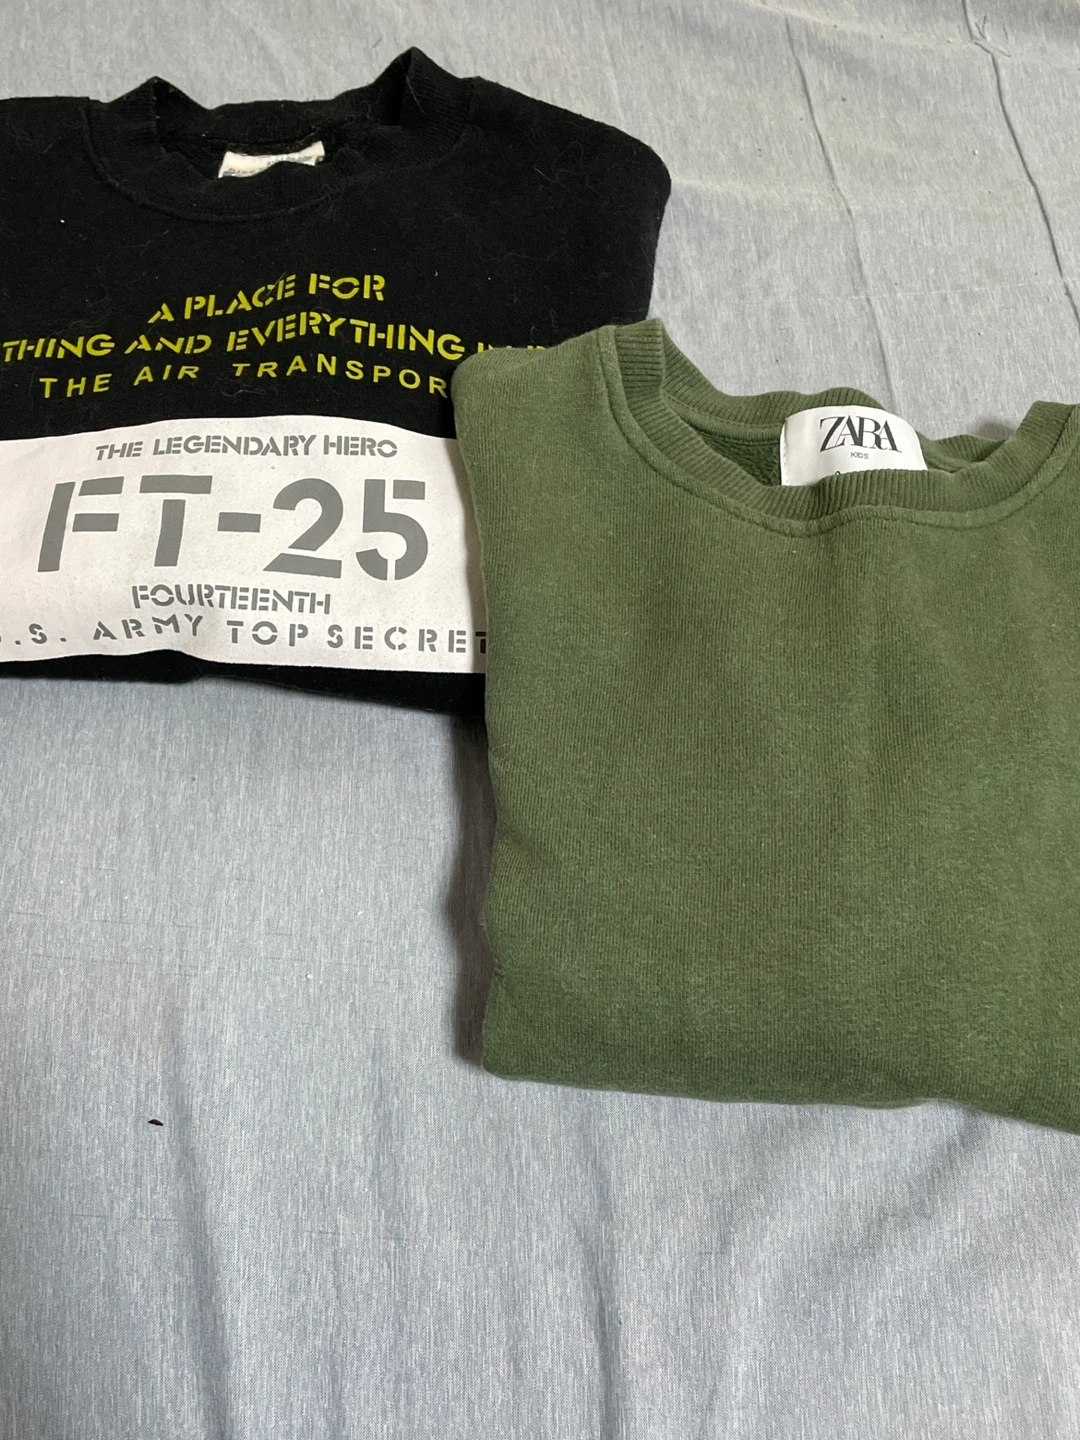 A PLACE FOR
THING AND EVERYTHING
THE AIR TRANSPOR
THE LEGENDARY HERO
FT-25
FOURTEENTH
.S. ARMY TOP SECRET
ZARA
KIDS